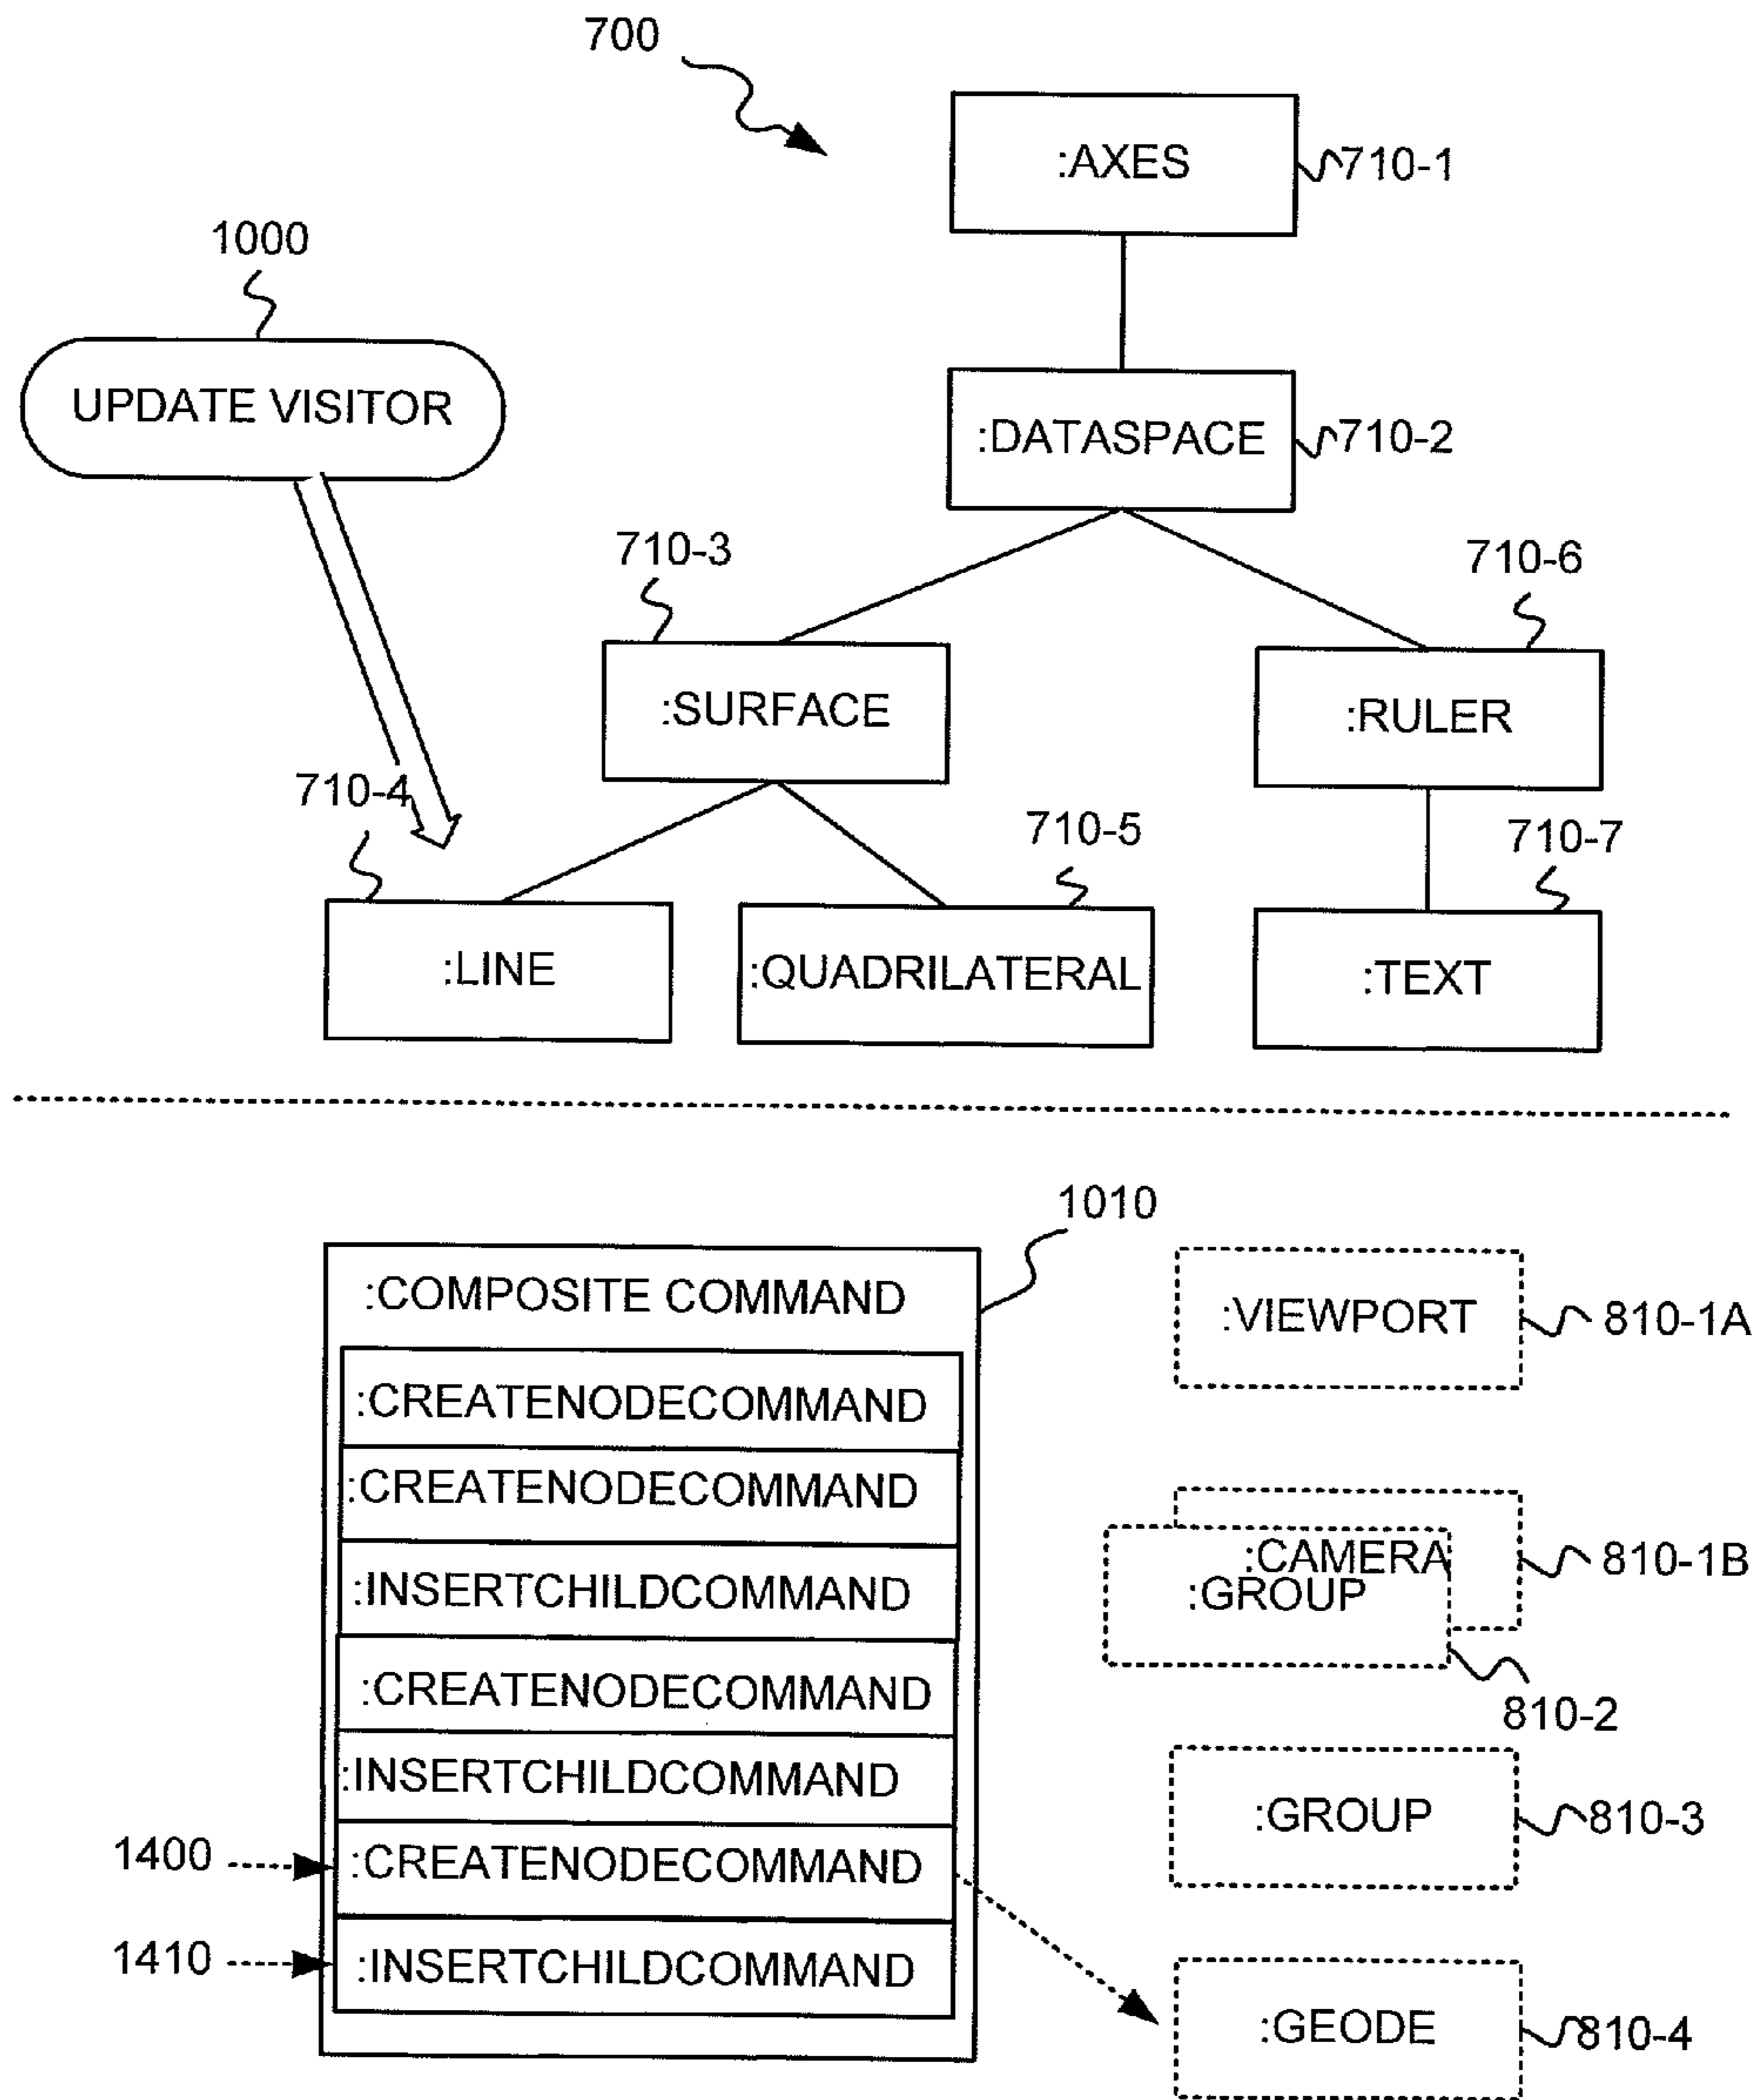 700
:AXES
710-1
1000
UPDATE VISITOR
:DATASPACE
710-2
710-3
710-6
:SURFACE
:RULER
710-4
710-5
710-7
:LINE
:QUADRILATERAL
:TEXT
1010
:COMPOSITE COMMAND
:CREATENODECOMMAND
:CREATENODECOMMAND
:INSERTCHILDCOMMAND
:CREATENODECOMMAND
:INSERTCHILDCOMMAND
1400
:CREATENODECOMMAND
1410
:INSERTCHILDCOMMAND
:VIEWPORT
810-1A
:CAMERA
810-1B
:GROUP
810-2
:GROUP
810-3
:GEODE
810-4